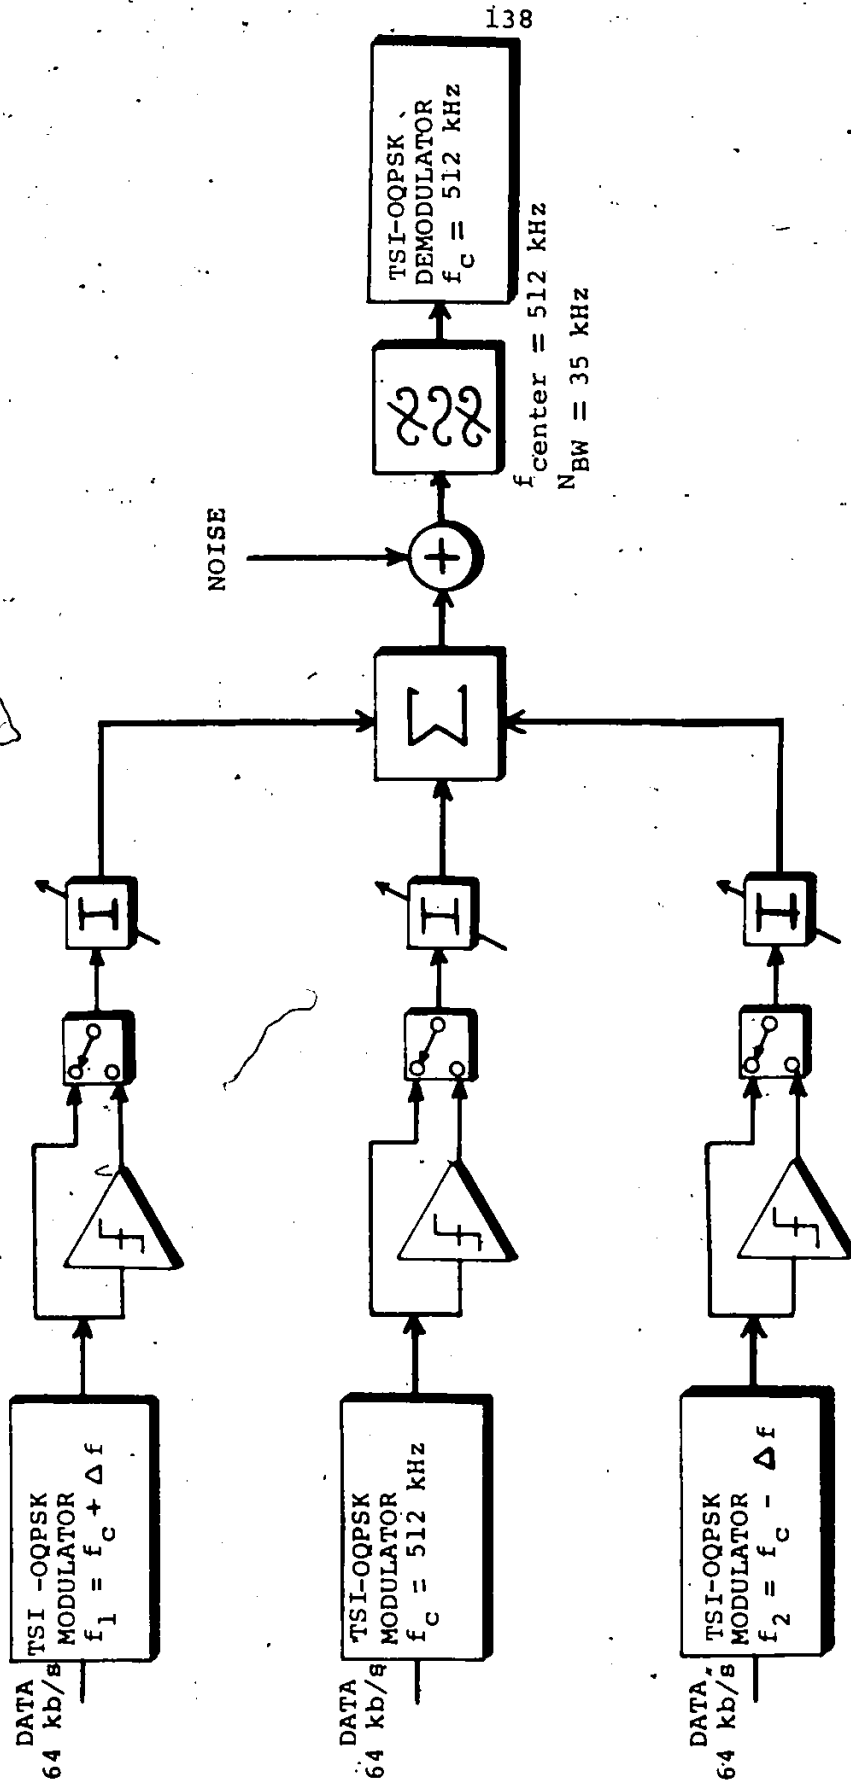 138
DATA
64 kb/s
TSI -OQPSK
MODULATOR
f1 = fc + Δf
DATA
64 kb/s
TSI-OQPSK
MODULATOR
fc = 512 kHz
DATA
64 kb/s
TSI-OQPSK
MODULATOR
f2 = fc - Δf
I
I
I
Σ
NOISE
+
fcenter = 512 kHz
NBW = 35 kHz
TSI-OQPSK
DEMODULATOR
fc = 512 kHz